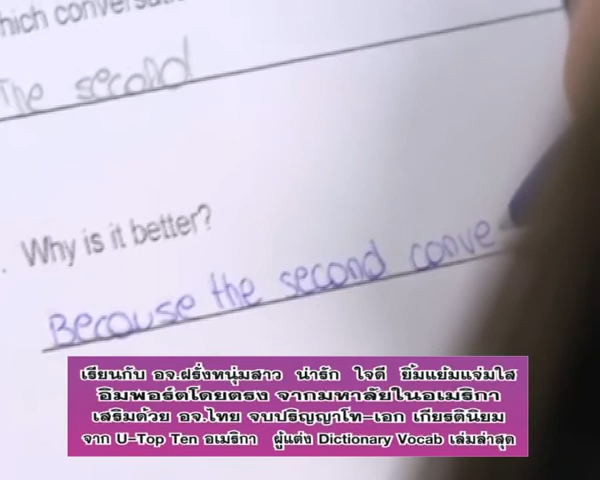 hich conversati
The second
. Why is it better?
Because the second conve
เรียนกับ อจ.ฝรั่งหนุ่มสาว น่ารัก ใจดี ยิ้มแย้มแจ่มใส
อิมพอร์ตโดยตรง จากมหาลัยในอเมริกา
เสริมด้วย อจ.ไทย จบปริญญาโท-เอก เกียรตินิยม
จาก U-Top Ten อเมริกา ผู้แต่ง Dictionary Vocab เล่มล่าสุด